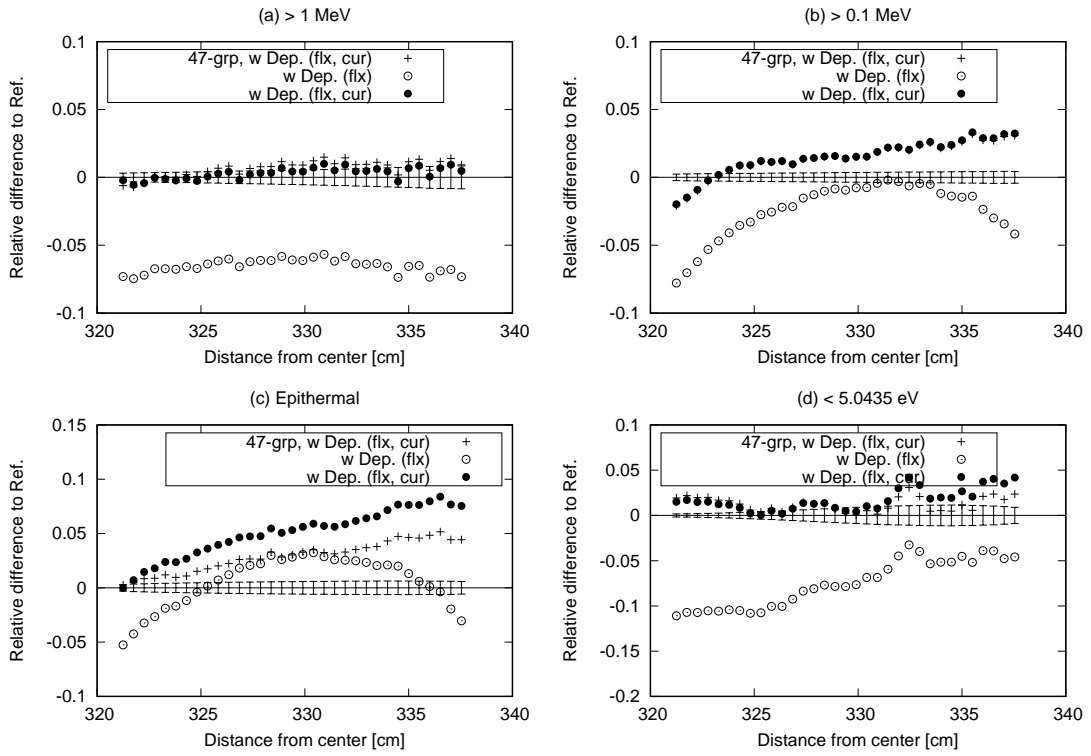 (a) > 1 MeV
0.1
0.05
0
-0.05
-0.1
320
325
330
335
340
Relative difference to Ref.
Distance from center [cm]
47-grp, w Dep. (flx, cur)
w Dep. (flx)
w Dep. (flx, cur)
(b) > 0.1 MeV
0.1
0.05
0
-0.05
-0.1
320
325
330
335
340
Relative difference to Ref.
Distance from center [cm]
47-grp, w Dep. (flx, cur)
w Dep. (flx)
w Dep. (flx, cur)
(c) Epithermal
0.15
0.1
0.05
0
-0.05
-0.1
320
325
330
335
340
Relative difference to Ref.
Distance from center [cm]
47-grp, w Dep. (flx, cur)
w Dep. (flx)
w Dep. (flx, cur)
(d) < 5.0435 eV
0.1
0.05
0
-0.05
-0.1
-0.15
-0.2
320
325
330
335
340
Relative difference to Ref.
Distance from center [cm]
47-grp, w Dep. (flx, cur)
w Dep. (flx)
w Dep. (flx, cur)